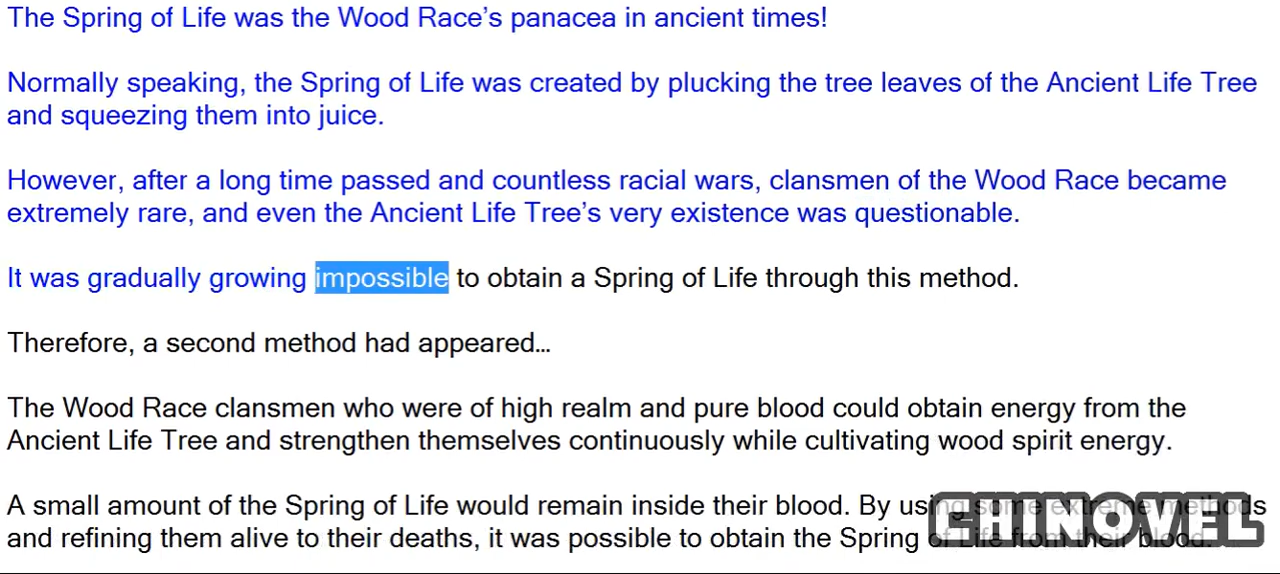 The Spring of Life was the Wood Race’s panacea in ancient times!
Normally speaking, the Spring of Life was created by plucking the tree leaves of the Ancient Life Tree
and squeezing them into juice.
However, after a long time passed and countless racial wars, clansmen of the Wood Race became
extremely rare, and even the Ancient Life Tree’s very existence was questionable.
It was gradually growing impossible to obtain a Spring of Life through this method.
Therefore, a second method had appeared…
The Wood Race clansmen who were of high realm and pure blood could obtain energy from the
Ancient Life Tree and strengthen themselves continuously while cultivating wood spirit energy.
A small amount of the Spring of Life would remain inside their blood. By using some extreme methods
and refining them alive to their deaths, it was possible to obtain the Spring of Life from their blood.
CHINOVEL